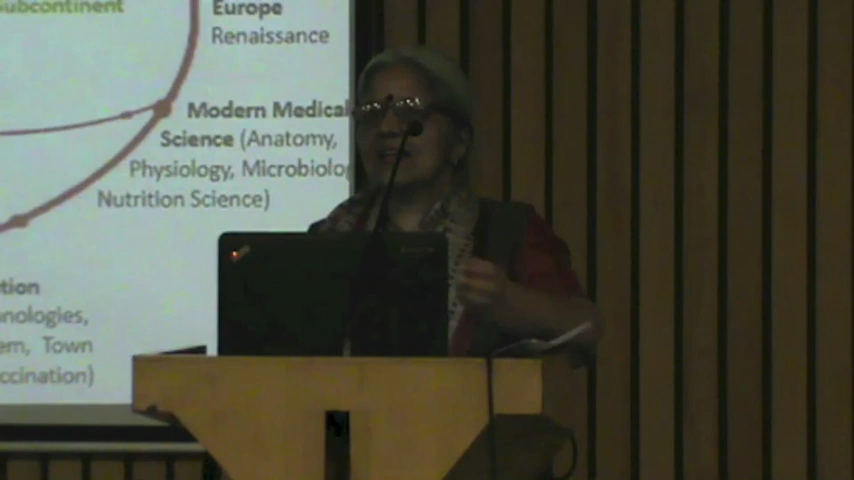 Subcontinent
Europe
Renaissance
Modern Medical
Science (Anatomy,
Physiology, Microbiolo
Nutrition Science)
tion
nologies,
em, Town
ccination)